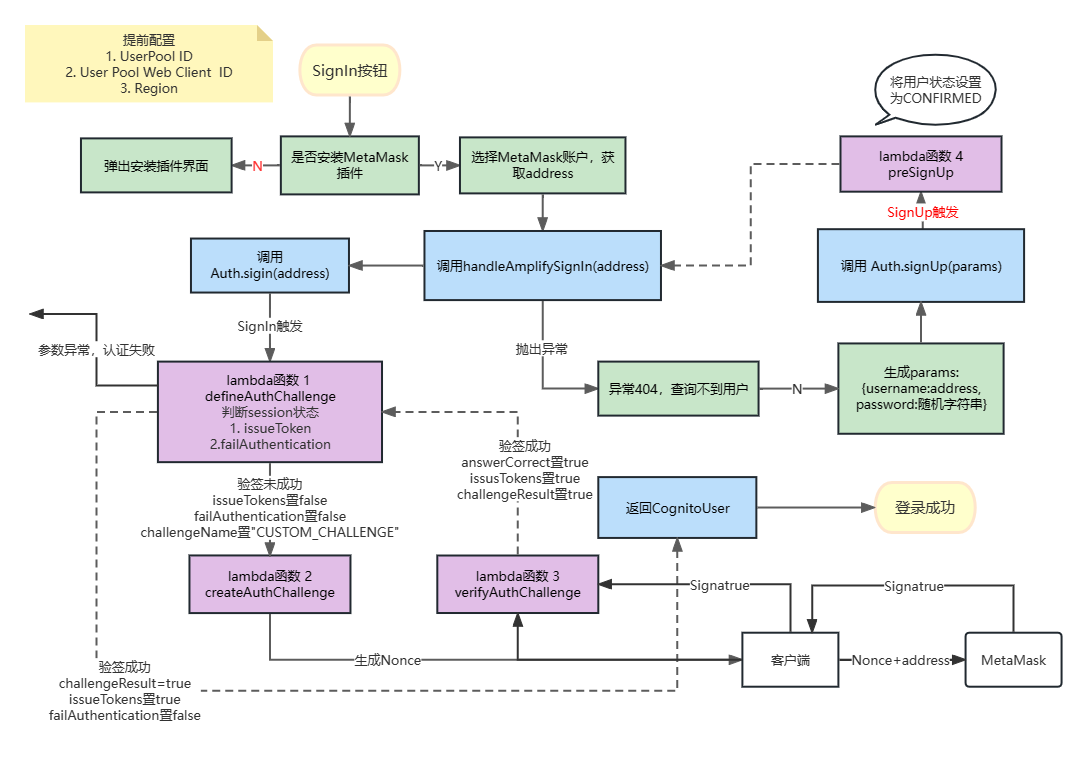 提前配置
1. UserPool ID
2. User Pool Web Client ID
3. Region
SignIn按钮
将用户状态设置
为CONFIRMED
弹出安装插件界面
N
是否安装MetaMask
插件
Y
选择MetaMask账户，获
取address
lambda函数 4
preSignUp
SignUp触发
调用
Auth.sigin(address)
调用handleAmplifySignIn(address)
调用 Auth.signUp(params)
SignIn触发
参数异常，认证失败
抛出异常
lambda函数 1
defineAuthChallenge
判断session状态
1. issueToken
2.failAuthentication
异常404，查询不到用户
N
生成params:
{username:address,
password:随机字符串}
验签成功
answerCorrect置true
issusTokens置true
challengeResult置true
验签未成功
issueTokens置false
failAuthentication置false
challengeName置"CUSTOM_CHALLENGE"
返回CognitoUser
登录成功
lambda函数 2
createAuthChallenge
lambda函数 3
verifyAuthChallenge
Signatrue
Signatrue
生成Nonce
客户端
Nonce+address
MetaMask
验签成功
challengeResult=true
issueTokens置true
failAuthentication置false